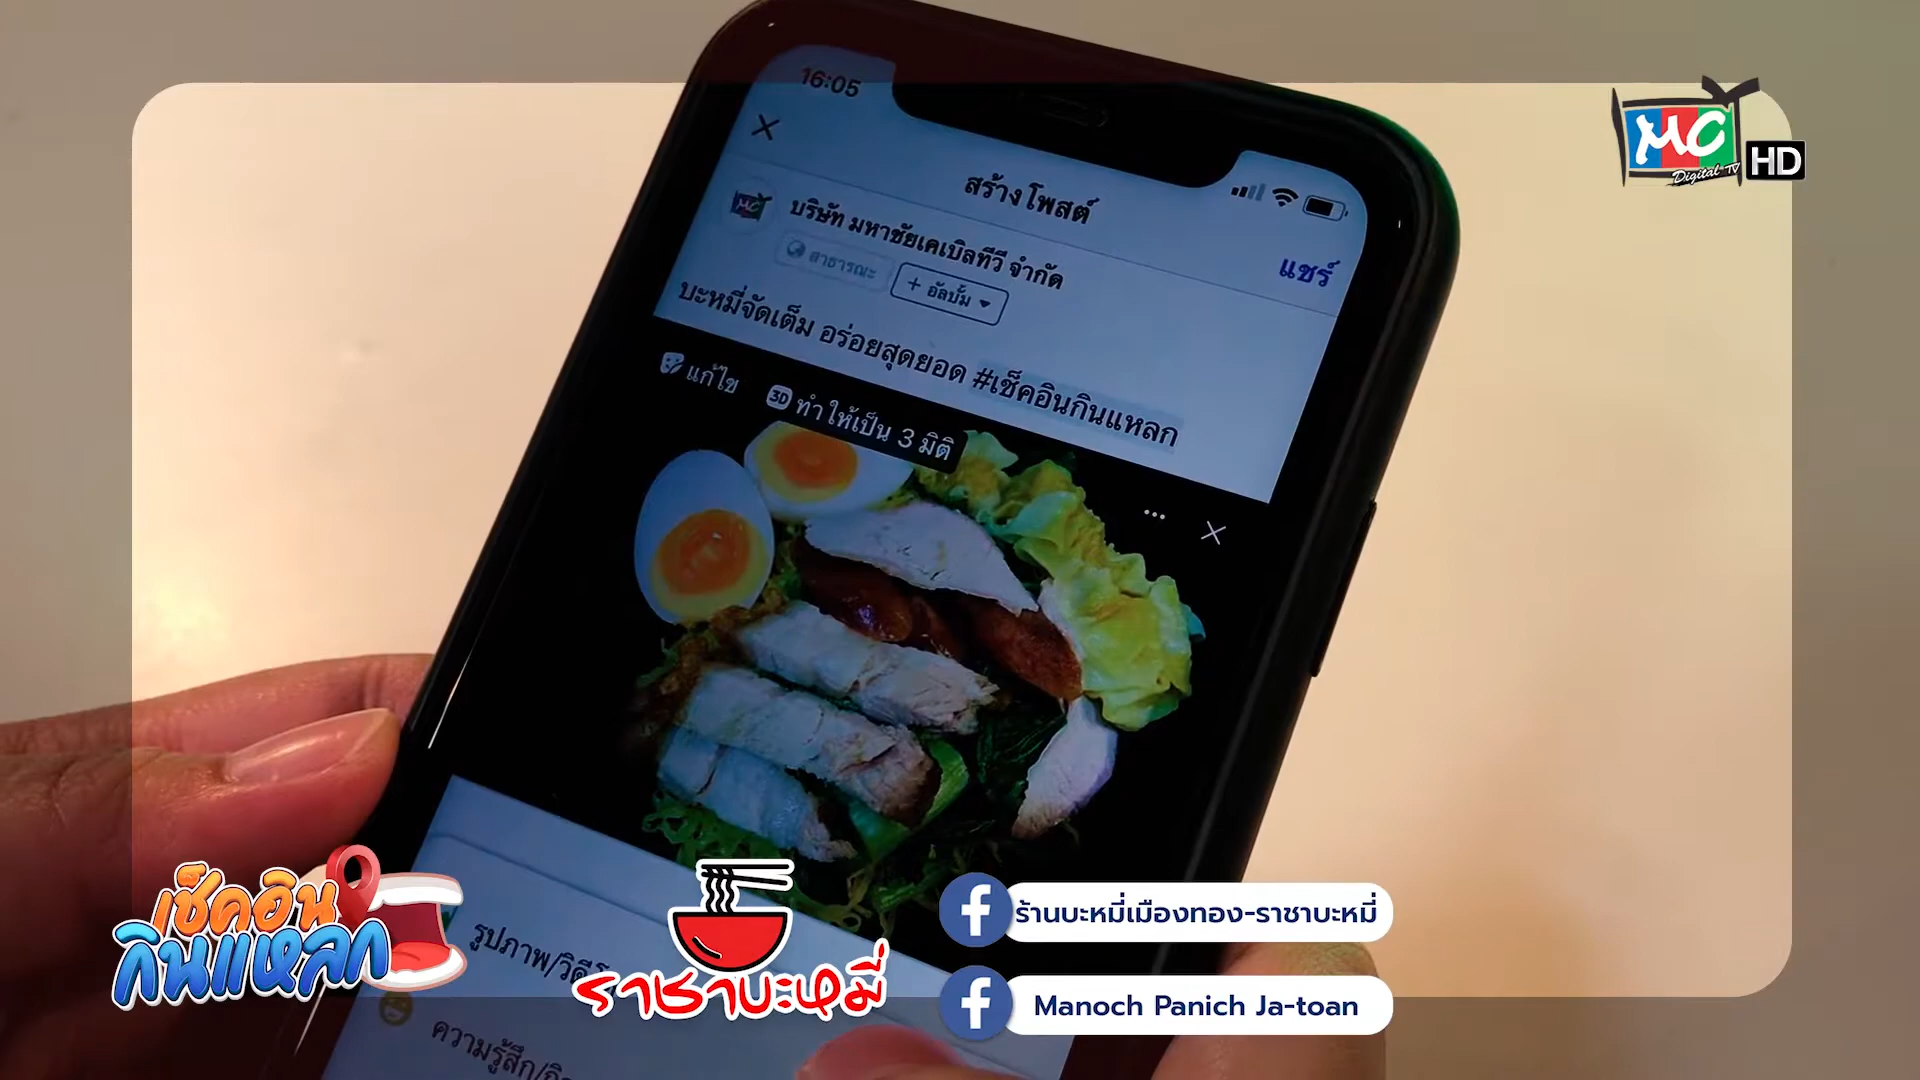 16:05
สร้างโพสต์
บริษัท มหาชัยเคเบิลทีวี จำกัด
สาธารณะ
+ อัลบั้ม
แชร์
บะหมี่จัดเต็ม อร่อยสุดยอด #เช็คอินกินแหลก
แก้ไข
3D ทำให้เป็น 3 มิติ
รูปภาพ/วิดีโ
ความรู้สึก/กิ
MC
Digital TV
HD
เช็คอิน
กินแหลก
ราชาบะหมี่
ร้านบะหมี่เมืองทอง-ราชาบะหมี่
Manoch Panich Ja-toan